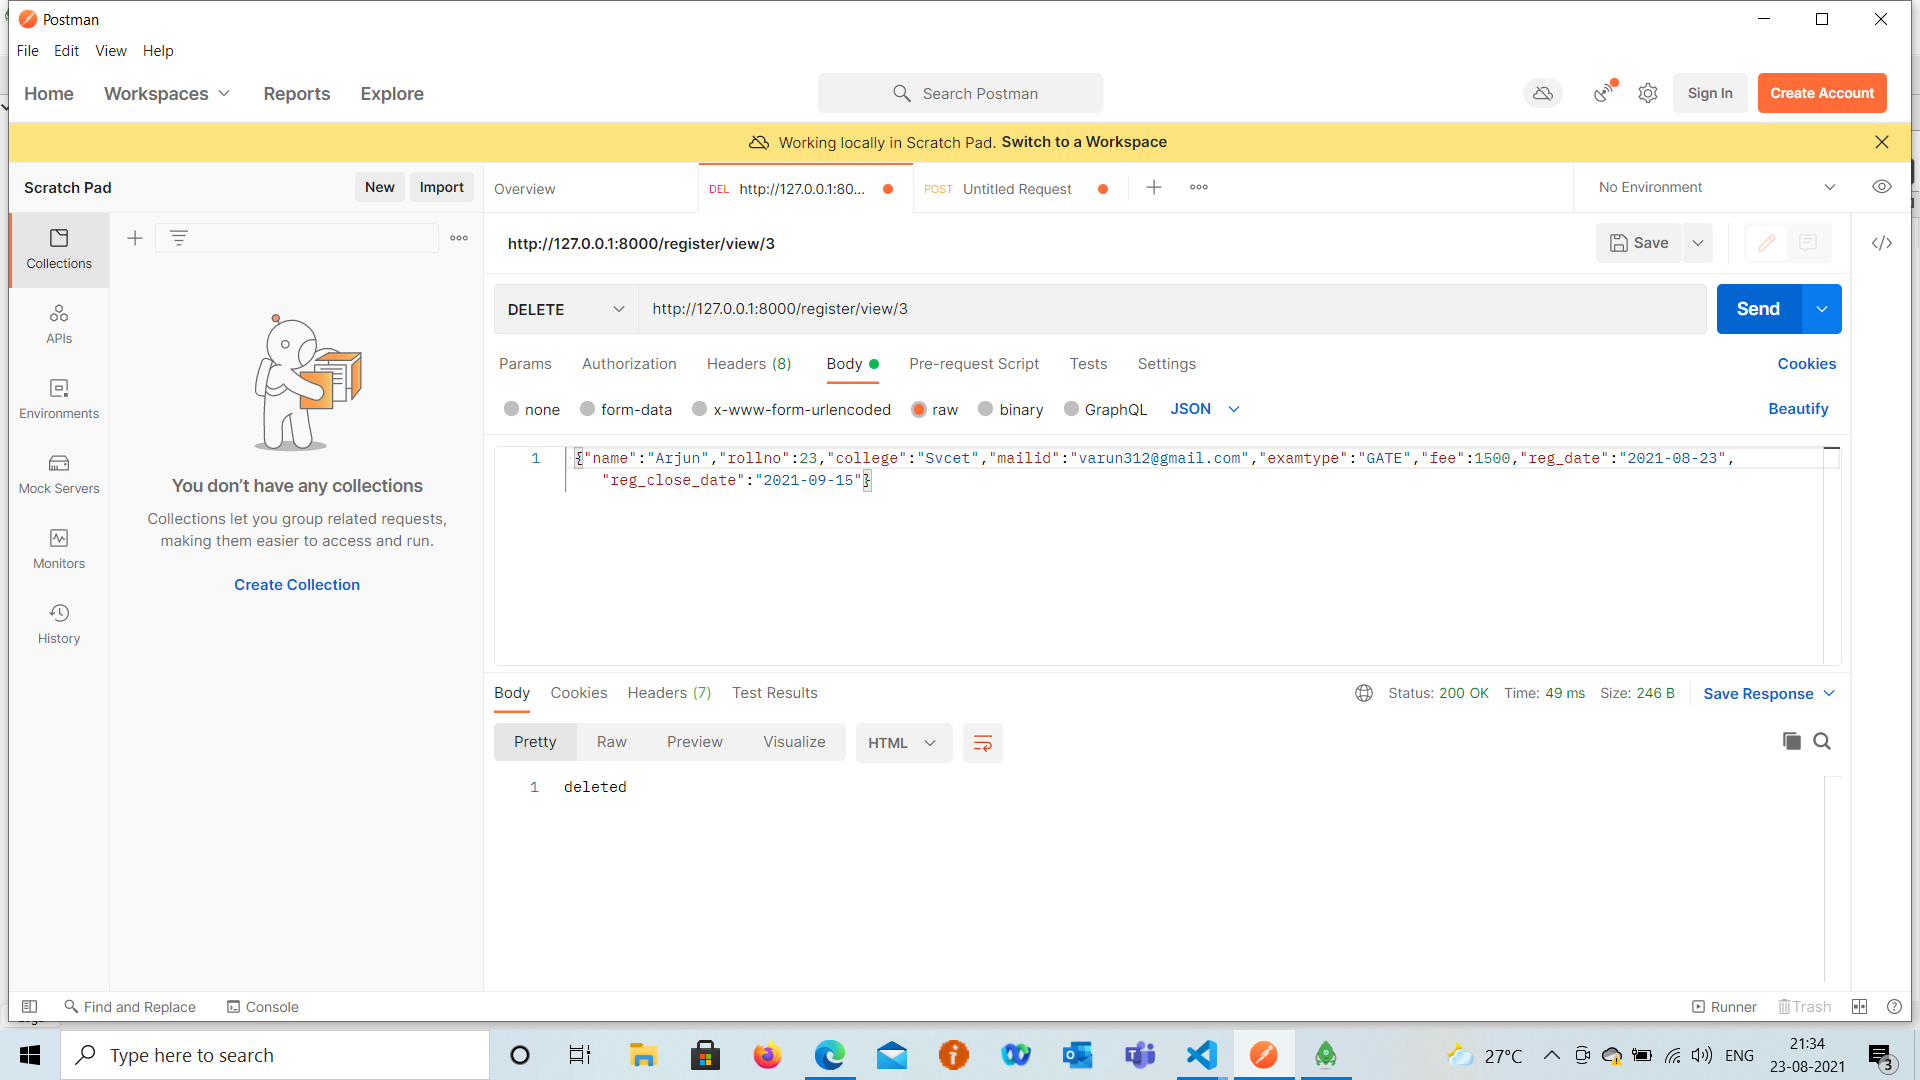 Postman
File Edit View Help
Home Workspaces Reports Explore
Search Postman
Sign In Create Account
Working locally in Scratch Pad. Switch to a Workspace
Scratch Pad New Import
Overview DEL http://127.0.0.1:80... POST Untitled Request No Environment
Collections
APIs
Environments
Mock Servers
Monitors
History
You don’t have any collections
Collections let you group related requests,
making them easier to access and run.
Create Collection
http://127.0.0.1:8000/register/view/3 Save
DELETE http://127.0.0.1:8000/register/view/3 Send
Params Authorization Headers (8) Body Pre-request Script Tests Settings Cookies
none form-data x-www-form-urlencoded raw binary GraphQL JSON Beautify
1 {"name":"Arjun","rollno":23,"college":"Svcet","mailid":"varun312@gmail.com","examtype":"GATE","fee":1500,"reg_date":"2021-08-23",
"reg_close_date":"2021-09-15"}
Body Cookies Headers (7) Test Results Status: 200 OK Time: 49 ms Size: 246 B Save Response
Pretty Raw Preview Visualize HTML
1 deleted
Find and Replace Console Runner Trash
Type here to search 27°C ENG 21:34
23-08-2021 3